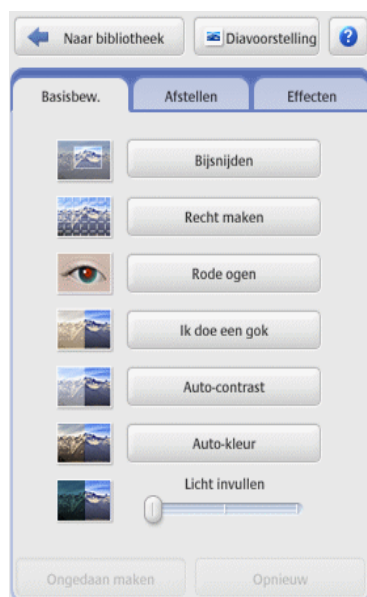 Naar bibliotheek
Diavoorstelling
?
Basisbew.
Afstellen
Effecten
Bijsnijden
Recht maken
Rode ogen
Ik doe een gok
Auto-contrast
Auto-kleur
Licht invullen
Ongedaan maken
Opnieuw